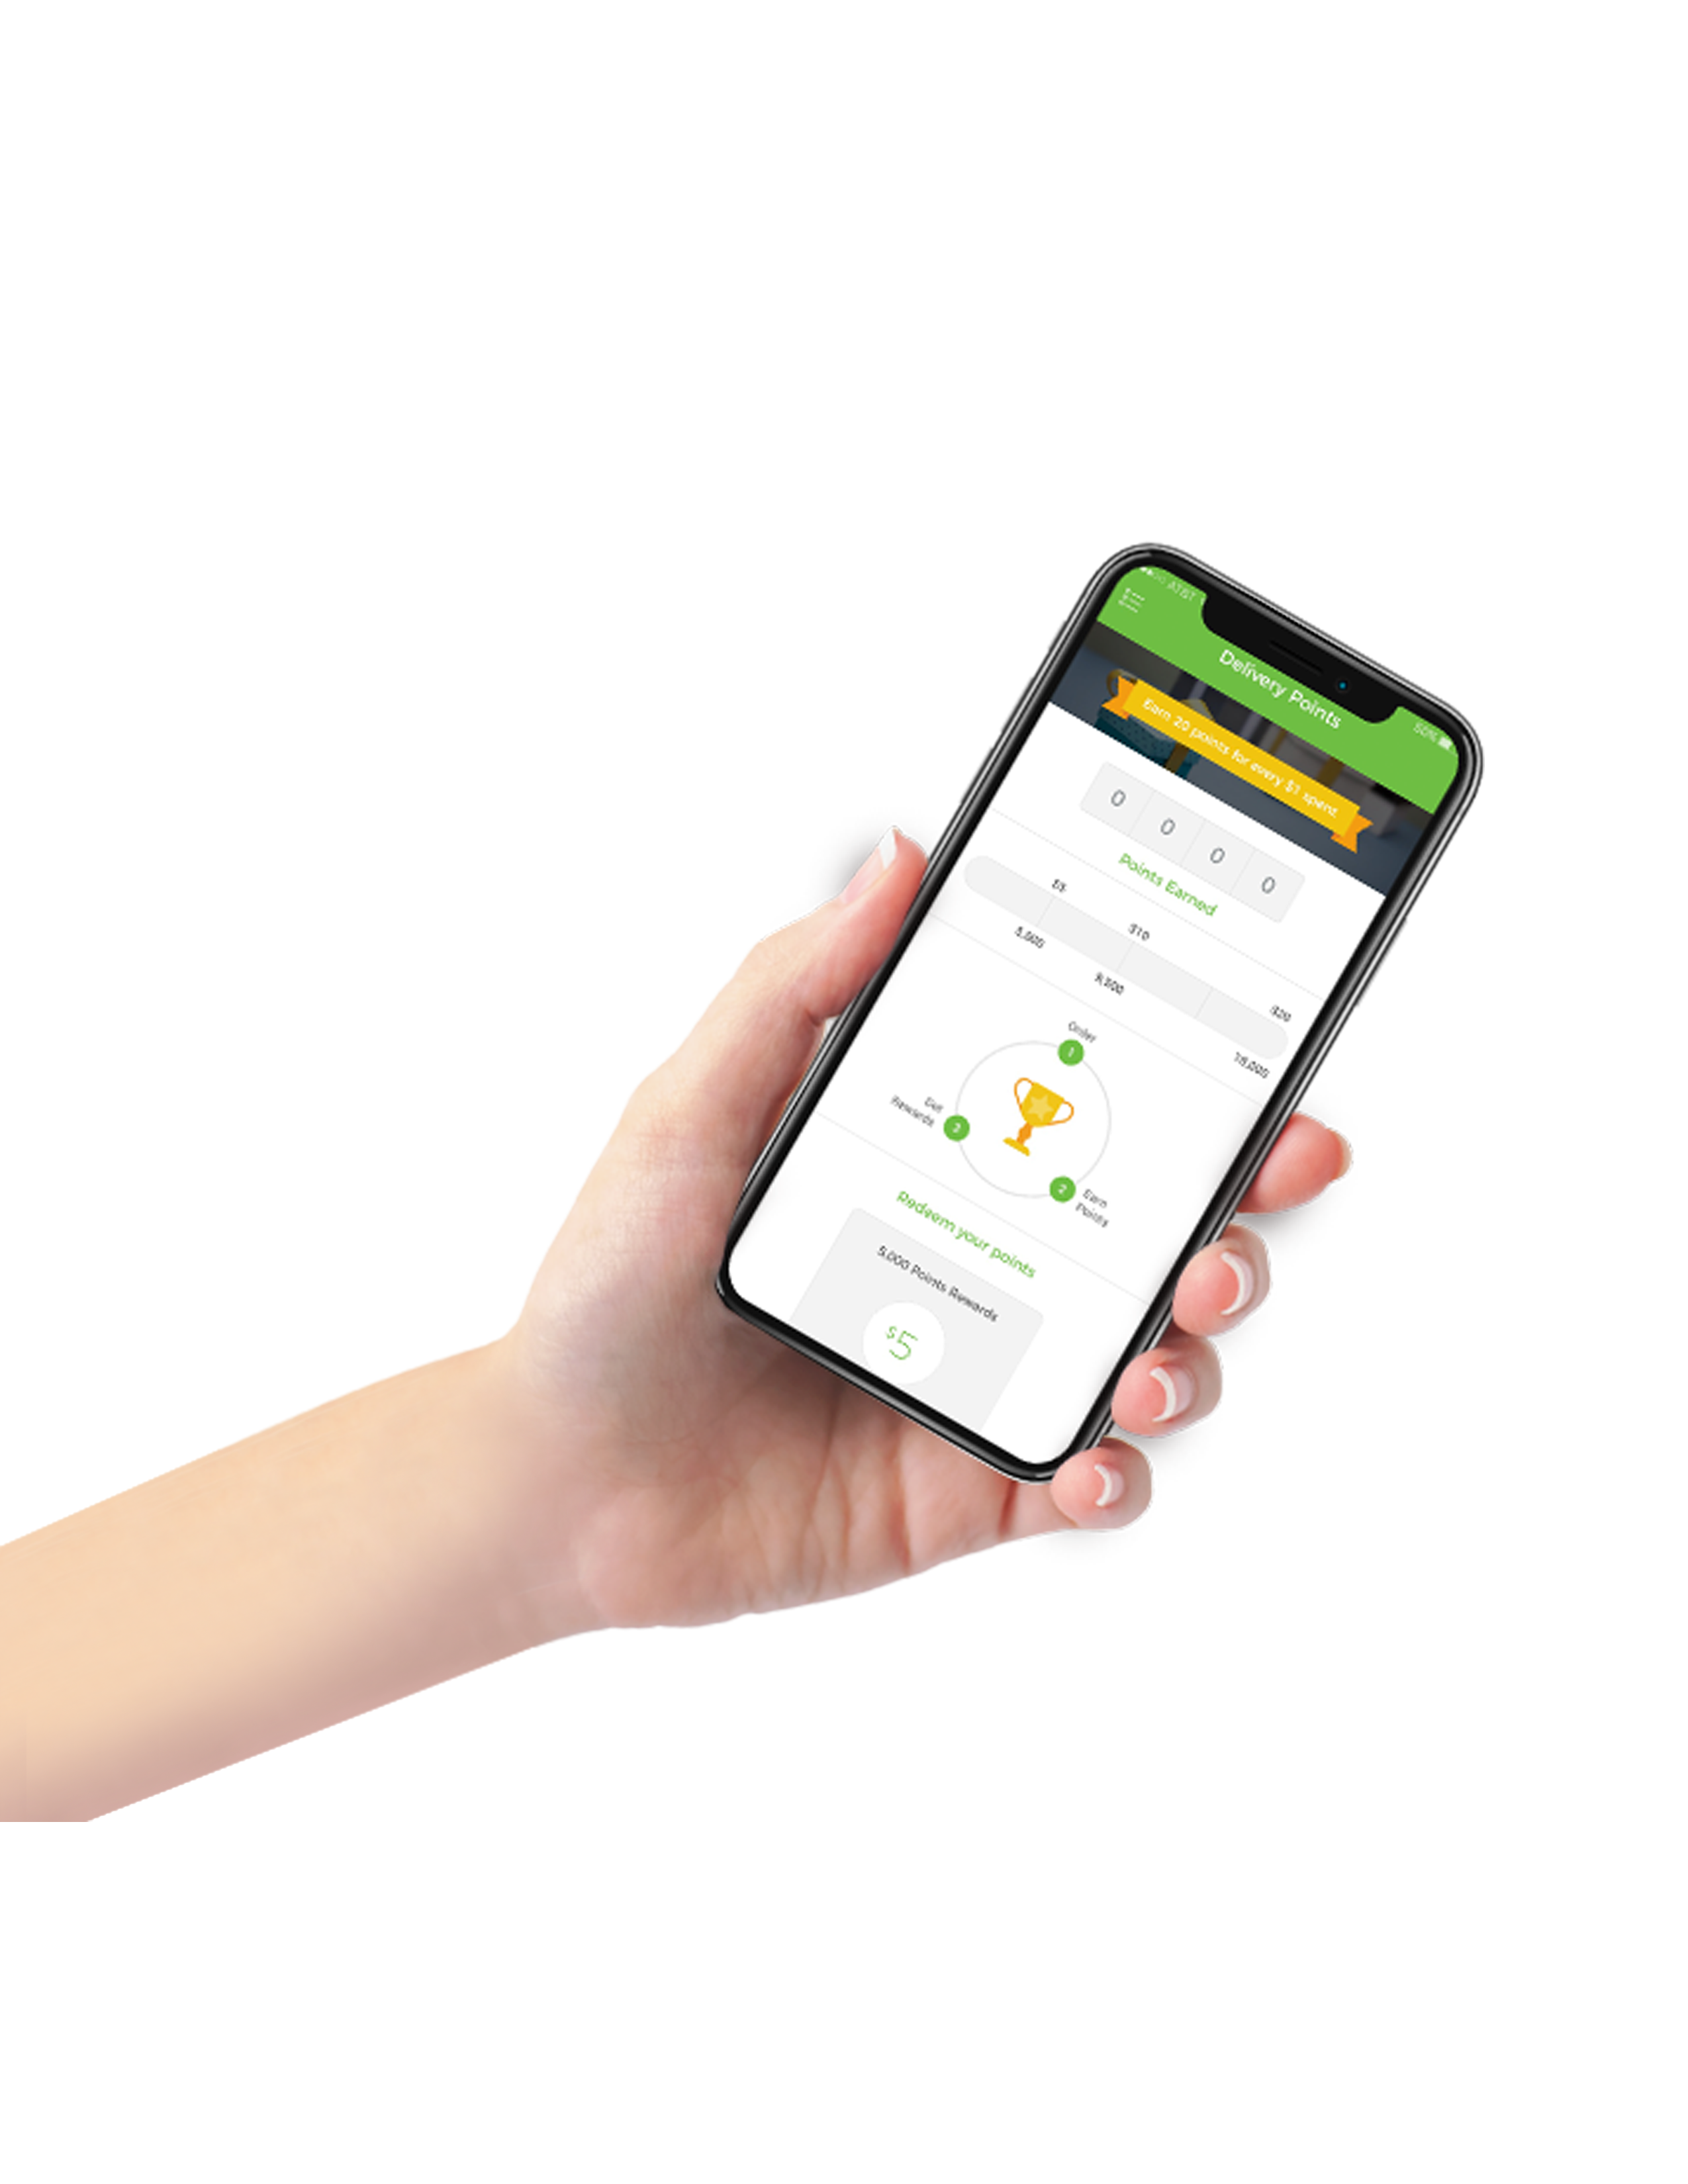 AT&T
50%
Delivery Points
Earn 20 points for every $1 spent
0 0 0 0
Points Earned
$5 $10 $20
5,000 9,500 18,000
Order
1
Get
Rewards
3
2
Earn
Points
Redeem your points
5,000 Points Rewards
$5